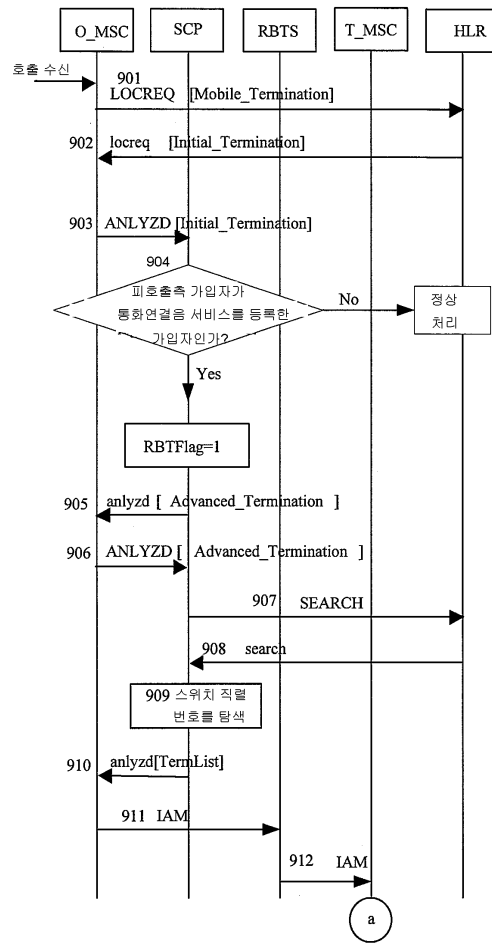 O_MSC SCP RBTS T_MSC HLR
호출 수신
901
LOCREQ [Mobile_Termination]
902 locreq [Initial_Termination]
903 ANLYZD [Initial_Termination]
904
피호출측 가입자가
통화연결음 서비스를 등록한
가입자인가?
No
정상
처리
Yes
RBTFlag=1
905 anlyzd [ Advanced_Termination ]
906 ANLYZD [ Advanced_Termination ]
907 SEARCH
908 search
909 스위치 직렬
번호를 탐색
910 anlyzd[TermList]
911 IAM
912 IAM
a